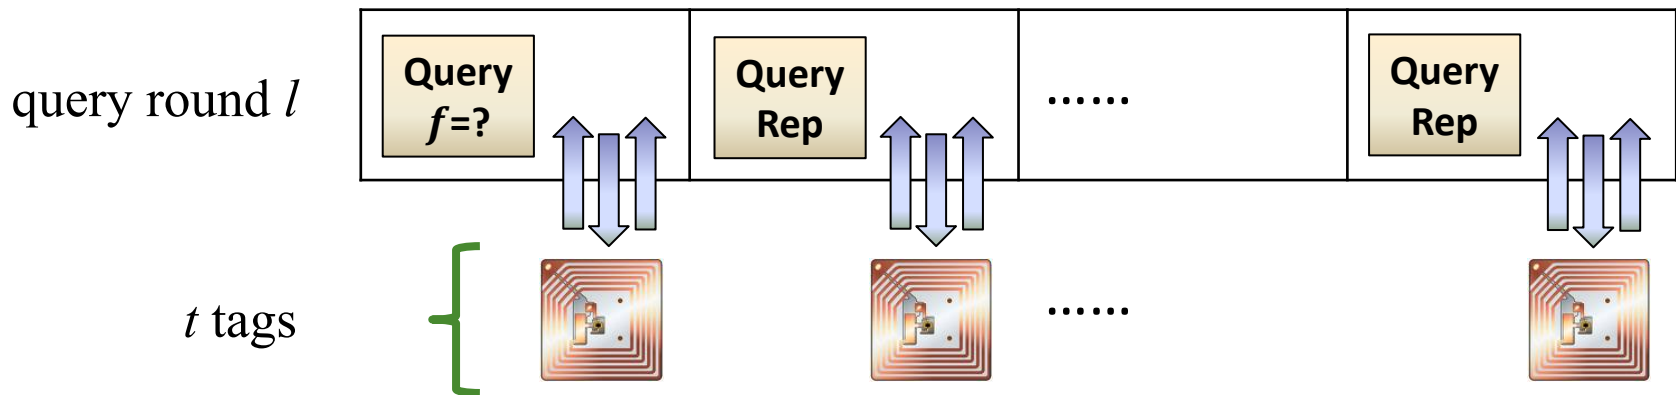 query round l
Query
f=?
Query
Rep
......
Query
Rep
t tags
......